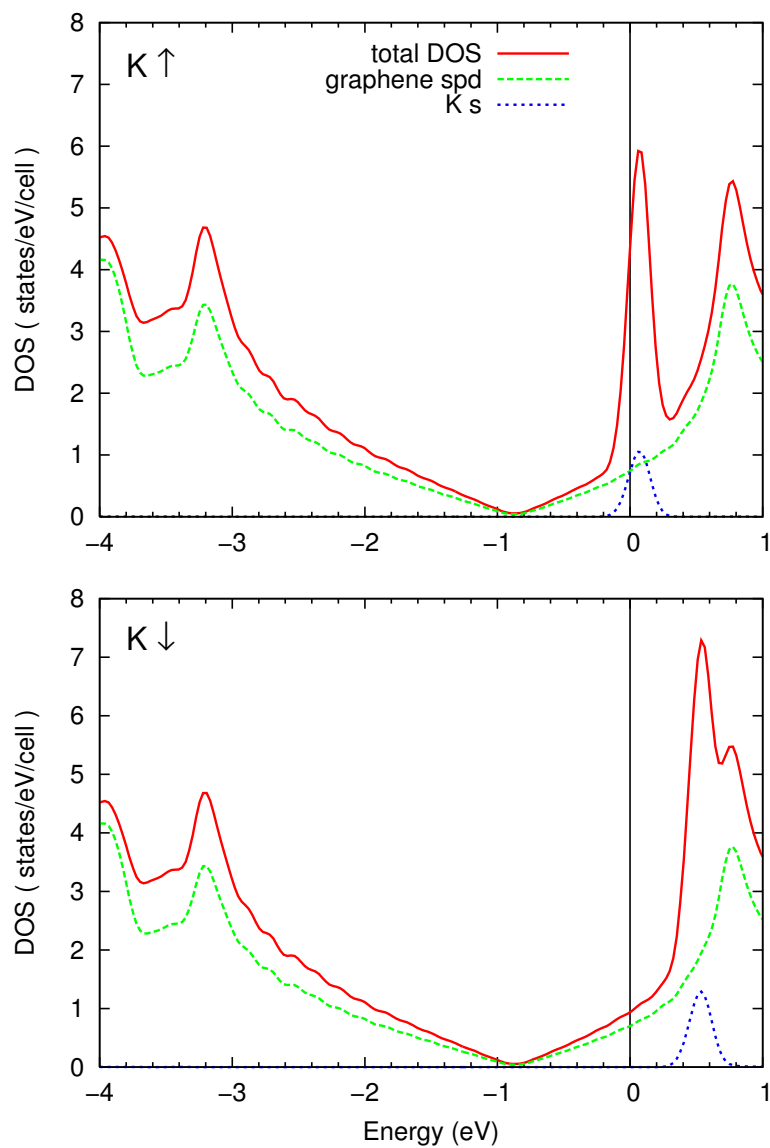 8
7
6
5
4
3
2
1
0
DOS ( states/eV/cell )
K ↑
total DOS
graphene spd
K s
−4 −3 −2 −1 0 1
8
7
6
5
4
3
2
1
0
DOS ( states/eV/cell )
K ↓
−4 −3 −2 −1 0 1
Energy (eV)